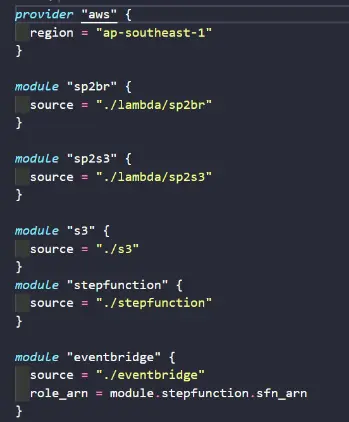 provider "aws" {
  region = "ap-southeast-1"
}
module "sp2br" {
  source = "./lambda/sp2br"
}
module "sp2s3" {
  source = "./lambda/sp2s3"
}
module "s3" {
  source = "./s3"
}
module "stepfunction" {
  source = "./stepfunction"
}
module "eventbridge" {
  source = "./eventbridge"
  role_arn = module.stepfunction.sfn_arn
}